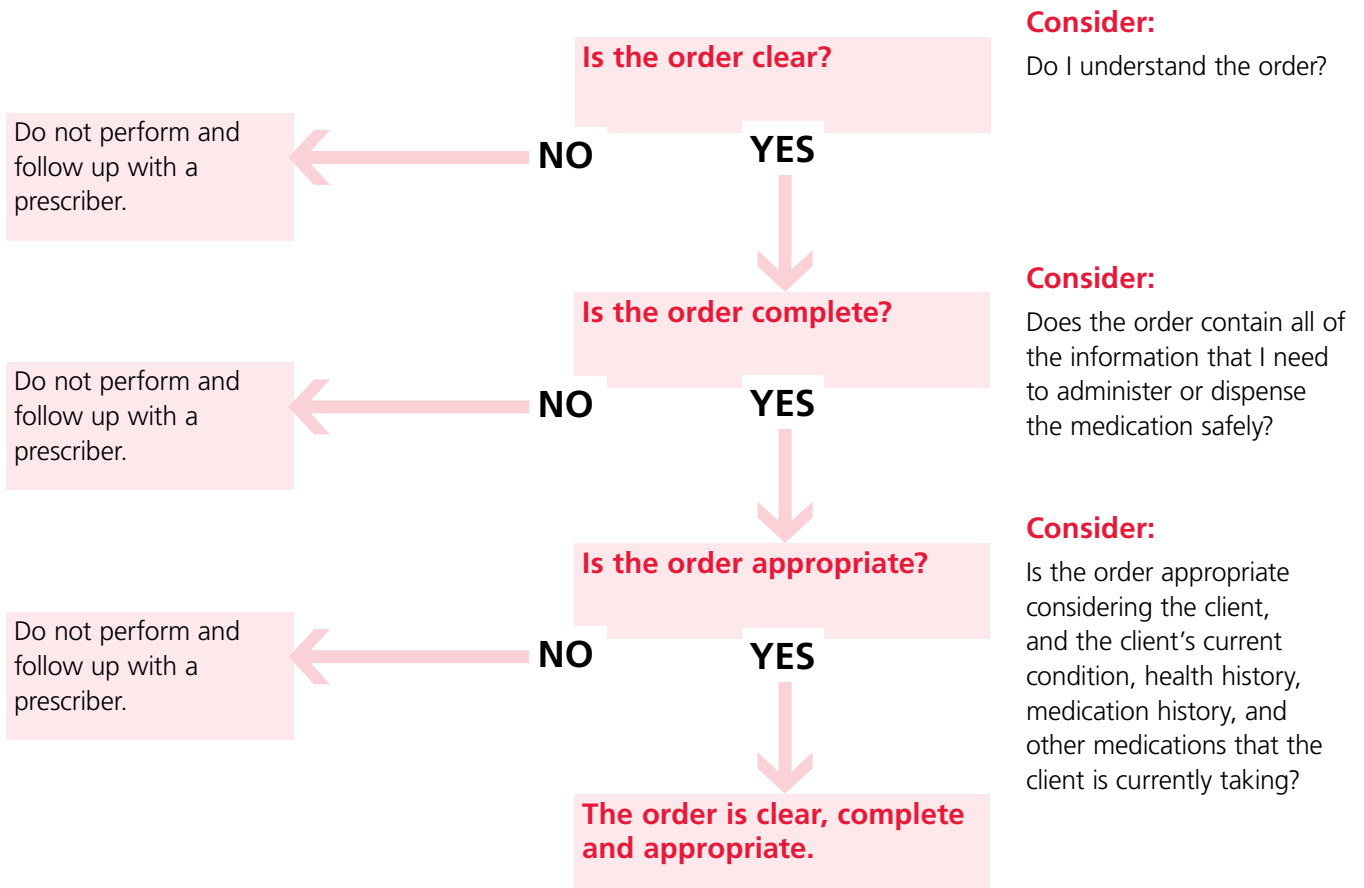 Is the order clear?
Consider:
Do I understand the order?
Do not perform and
follow up with a
prescriber.
NO
YES
Is the order complete?
Consider:
Does the order contain all of
the information that I need
to administer or dispense
the medication safely?
Do not perform and
follow up with a
prescriber.
NO
YES
Is the order appropriate?
Consider:
Is the order appropriate
considering the client,
and the client’s current
condition, health history,
medication history, and
other medications that the
client is currently taking?
Do not perform and
follow up with a
prescriber.
NO
YES
The order is clear, complete
and appropriate.